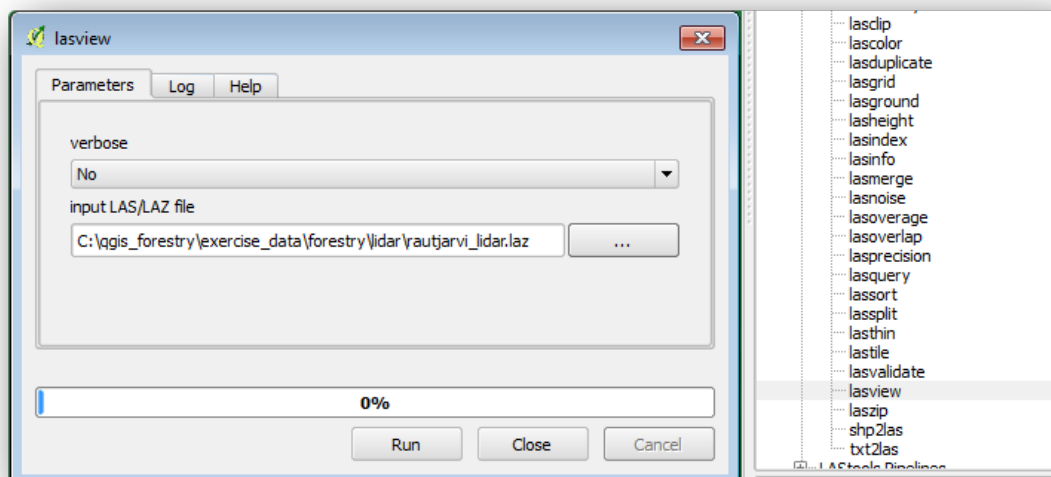 lasview
Parameters
Log
Help
verbose
No
input LAS/LAZ file
C:\qgis_forestry\exercise_data\forestry\lidar\rautjarvi_lidar.laz
...
0%
Run
Close
Cancel
lasclip
lascolor
lasduplicate
lasgrid
lasground
lasheight
lasindex
lasinfo
lasmerge
lasnoise
lasoverage
lasoverlap
lasprecision
lasquery
lassort
lassplit
lasthin
lastile
lasvalidate
lasview
laszip
shp2las
txt2las
LAStools Pipelines